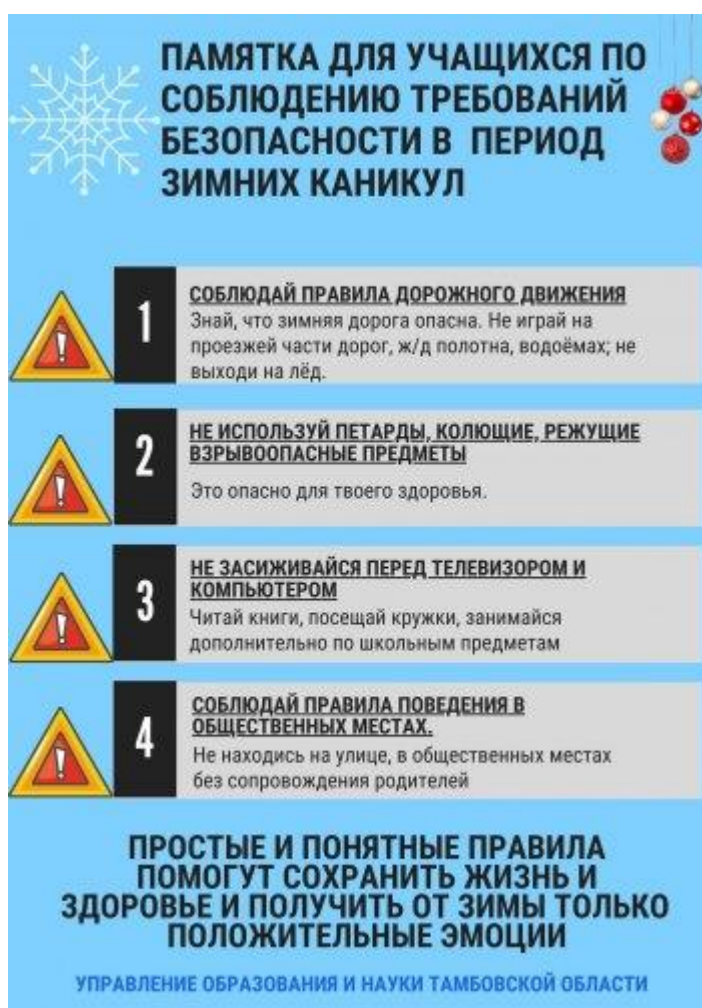 ПАМЯТКА ДЛЯ УЧАЩИХСЯ ПО
СОБЛЮДЕНИЮ ТРЕБОВАНИЙ
БЕЗОПАСНОСТИ В ПЕРИОД
ЗИМНИХ КАНИКУЛ
1
СОБЛЮДАЙ ПРАВИЛА ДОРОЖНОГО ДВИЖЕНИЯ
Знай, что зимняя дорога опасна. Не играй на
проезжей части дорог, ж/д полотна, водоёмах; не
выходи на лёд.
2
НЕ ИСПОЛЬЗУЙ ПЕТАРДЫ, КОЛЮЩИЕ, РЕЖУЩИЕ
ВЗРЫВООПАСНЫЕ ПРЕДМЕТЫ
Это опасно для твоего здоровья.
3
НЕ ЗАСИЖИВАЙСЯ ПЕРЕД ТЕЛЕВИЗОРОМ И
КОМПЬЮТЕРОМ
Читай книги, посещай кружки, занимайся
дополнительно по школьным предметам
4
СОБЛЮДАЙ ПРАВИЛА ПОВЕДЕНИЯ В
ОБЩЕСТВЕННЫХ МЕСТАХ.
Не находись на улице, в общественных местах
без сопровождения родителей
ПРОСТЫЕ И ПОНЯТНЫЕ ПРАВИЛА
ПОМОГУТ СОХРАНИТЬ ЖИЗНЬ И
ЗДОРОВЬЕ И ПОЛУЧИТЬ ОТ ЗИМЫ ТОЛЬКО
ПОЛОЖИТЕЛЬНЫЕ ЭМОЦИИ
УПРАВЛЕНИЕ ОБРАЗОВАНИЯ И НАУКИ ТАМБОВСКОЙ ОБЛАСТИ